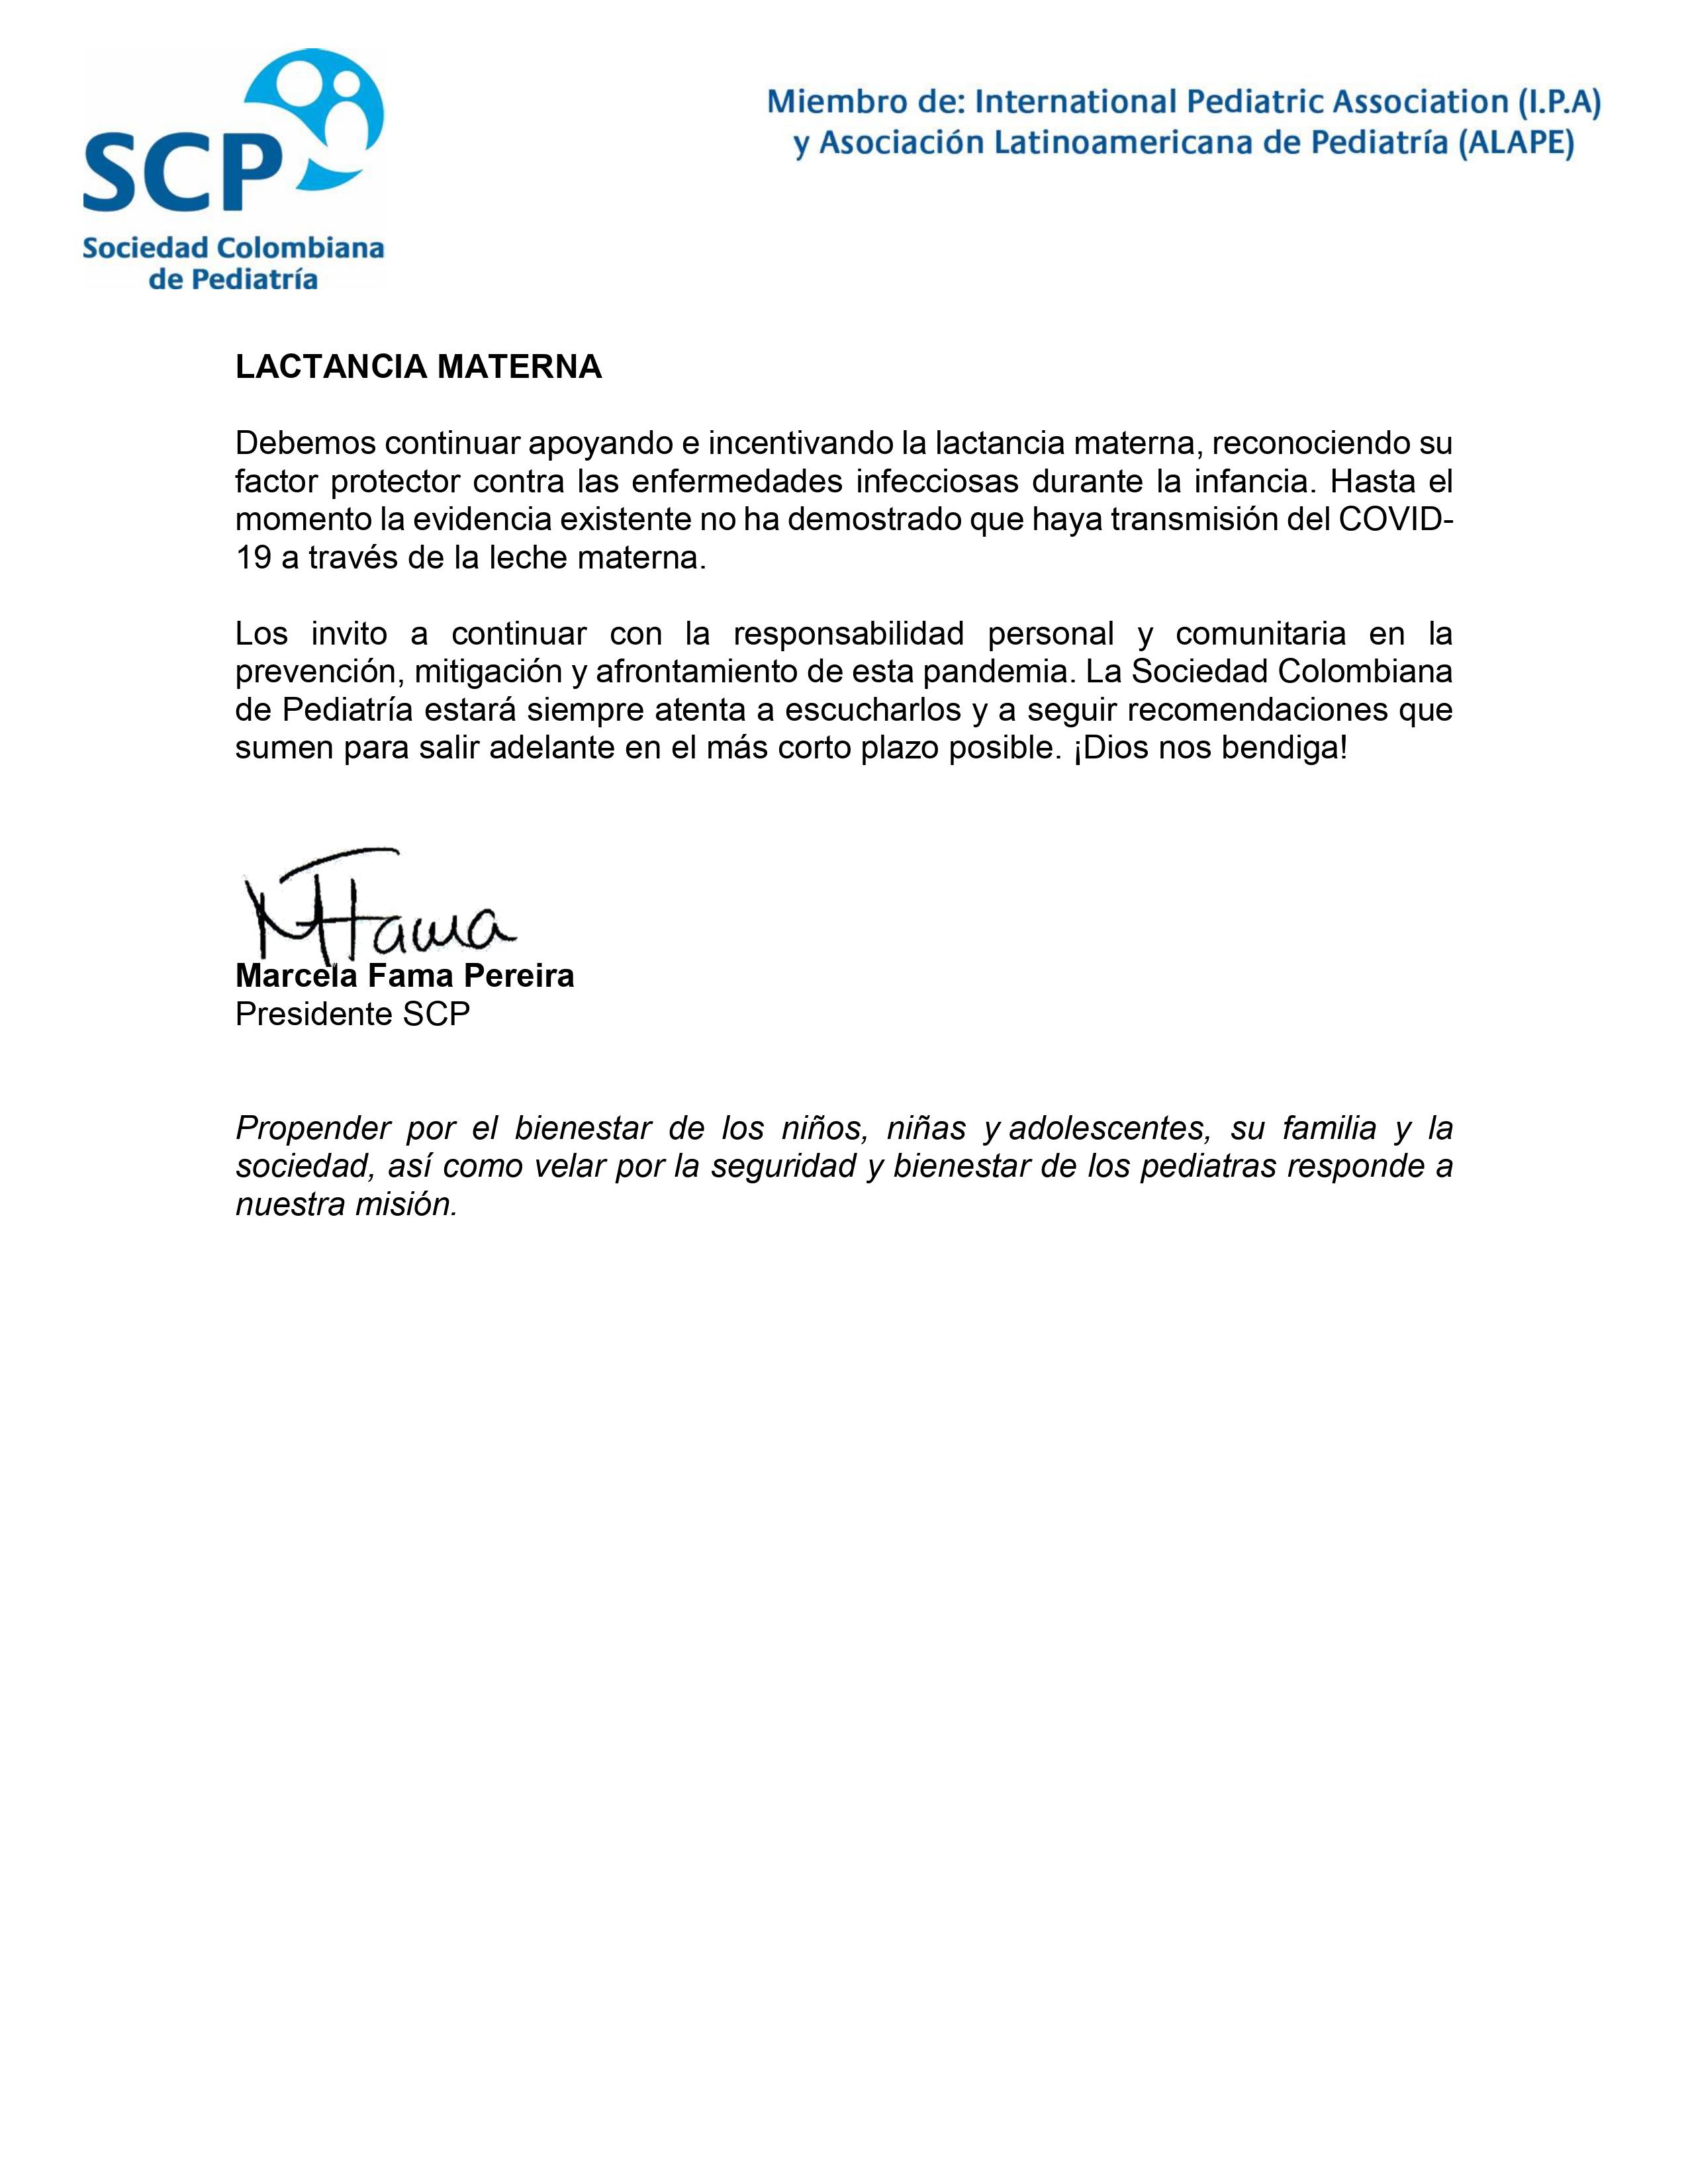 SCP
Sociedad Colombiana
de Pediatría
Miembro de: International Pediatric Association (I.P.A)
y Asociación Latinoamericana de Pediatría (ALAPE)
LACTANCIA MATERNA
Debemos continuar apoyando e incentivando la lactancia materna, reconociendo su
factor protector contra las enfermedades infecciosas durante la infancia. Hasta el
momento la evidencia existente no ha demostrado que haya transmisión del COVID-
19 a través de la leche materna.
Los invito a continuar con la responsabilidad personal y comunitaria en la
prevención, mitigación y afrontamiento de esta pandemia. La Sociedad Colombiana
de Pediatría estará siempre atenta a escucharlos y a seguir recomendaciones que
sumen para salir adelante en el más corto plazo posible. ¡Dios nos bendiga!
MFama
Marcela Fama Pereira
Presidente SCP
Propender por el bienestar de los niños, niñas y adolescentes, su familia y la
sociedad, así como velar por la seguridad y bienestar de los pediatras responde a
nuestra misión.